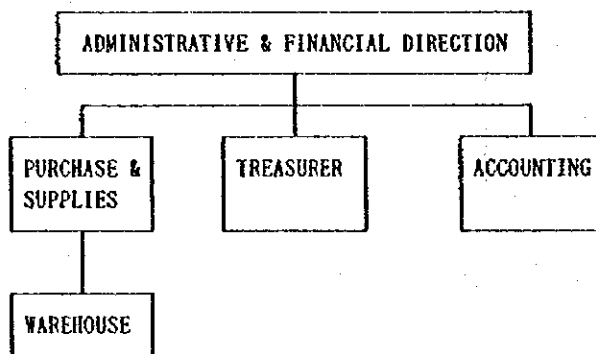 ADMINISTRATIVE & FINANCIAL DIRECTION
PURCHASE &
SUPPLIES
TREASURER
ACCOUNTING
WAREHOUSE